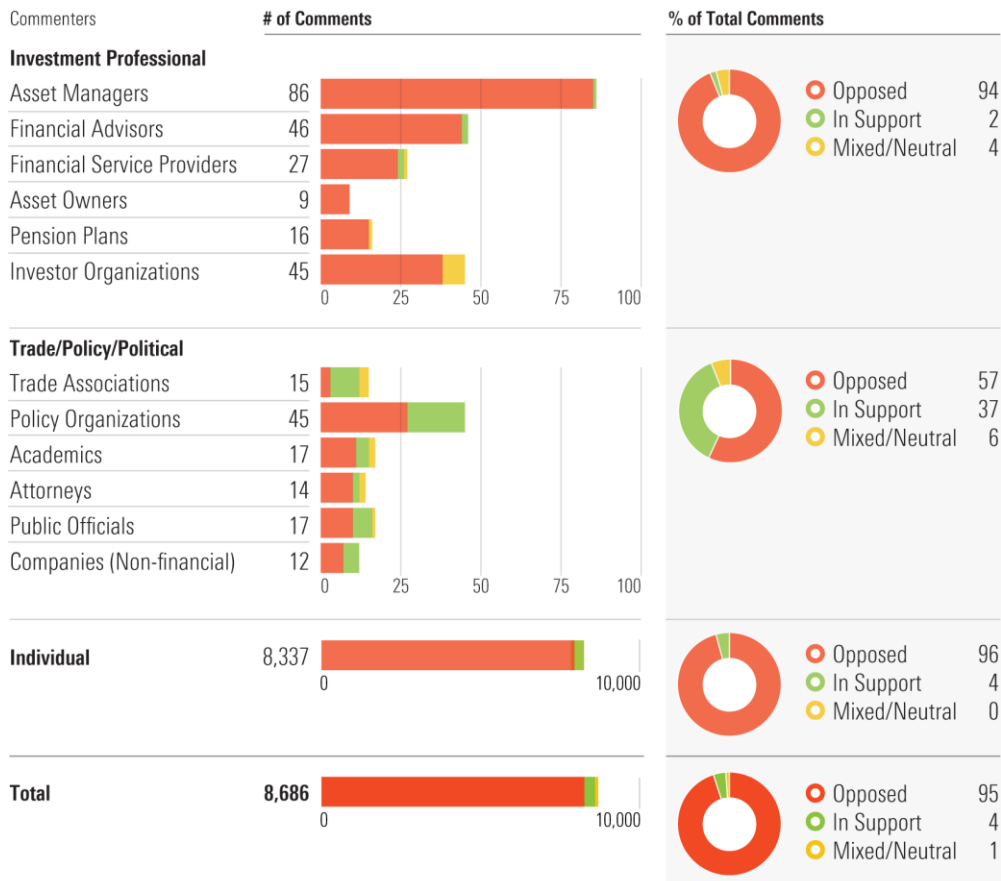 Commenters # of Comments % of Total Comments
Investment Professional
Asset Managers 86
Financial Advisors 46
Financial Service Providers 27
Asset Owners 9
Pension Plans 16
Investor Organizations 45
0 25 50 75 100
Opposed 94
In Support 2
Mixed/Neutral 4
Trade/Policy/Political
Trade Associations 15
Policy Organizations 45
Academics 17
Attorneys 14
Public Officials 17
Companies (Non-financial) 12
0 25 50 75 100
Opposed 57
In Support 37
Mixed/Neutral 6
Individual 8,337
0 10,000
Opposed 96
In Support 4
Mixed/Neutral 0
Total 8,686
0 10,000
Opposed 95
In Support 4
Mixed/Neutral 1